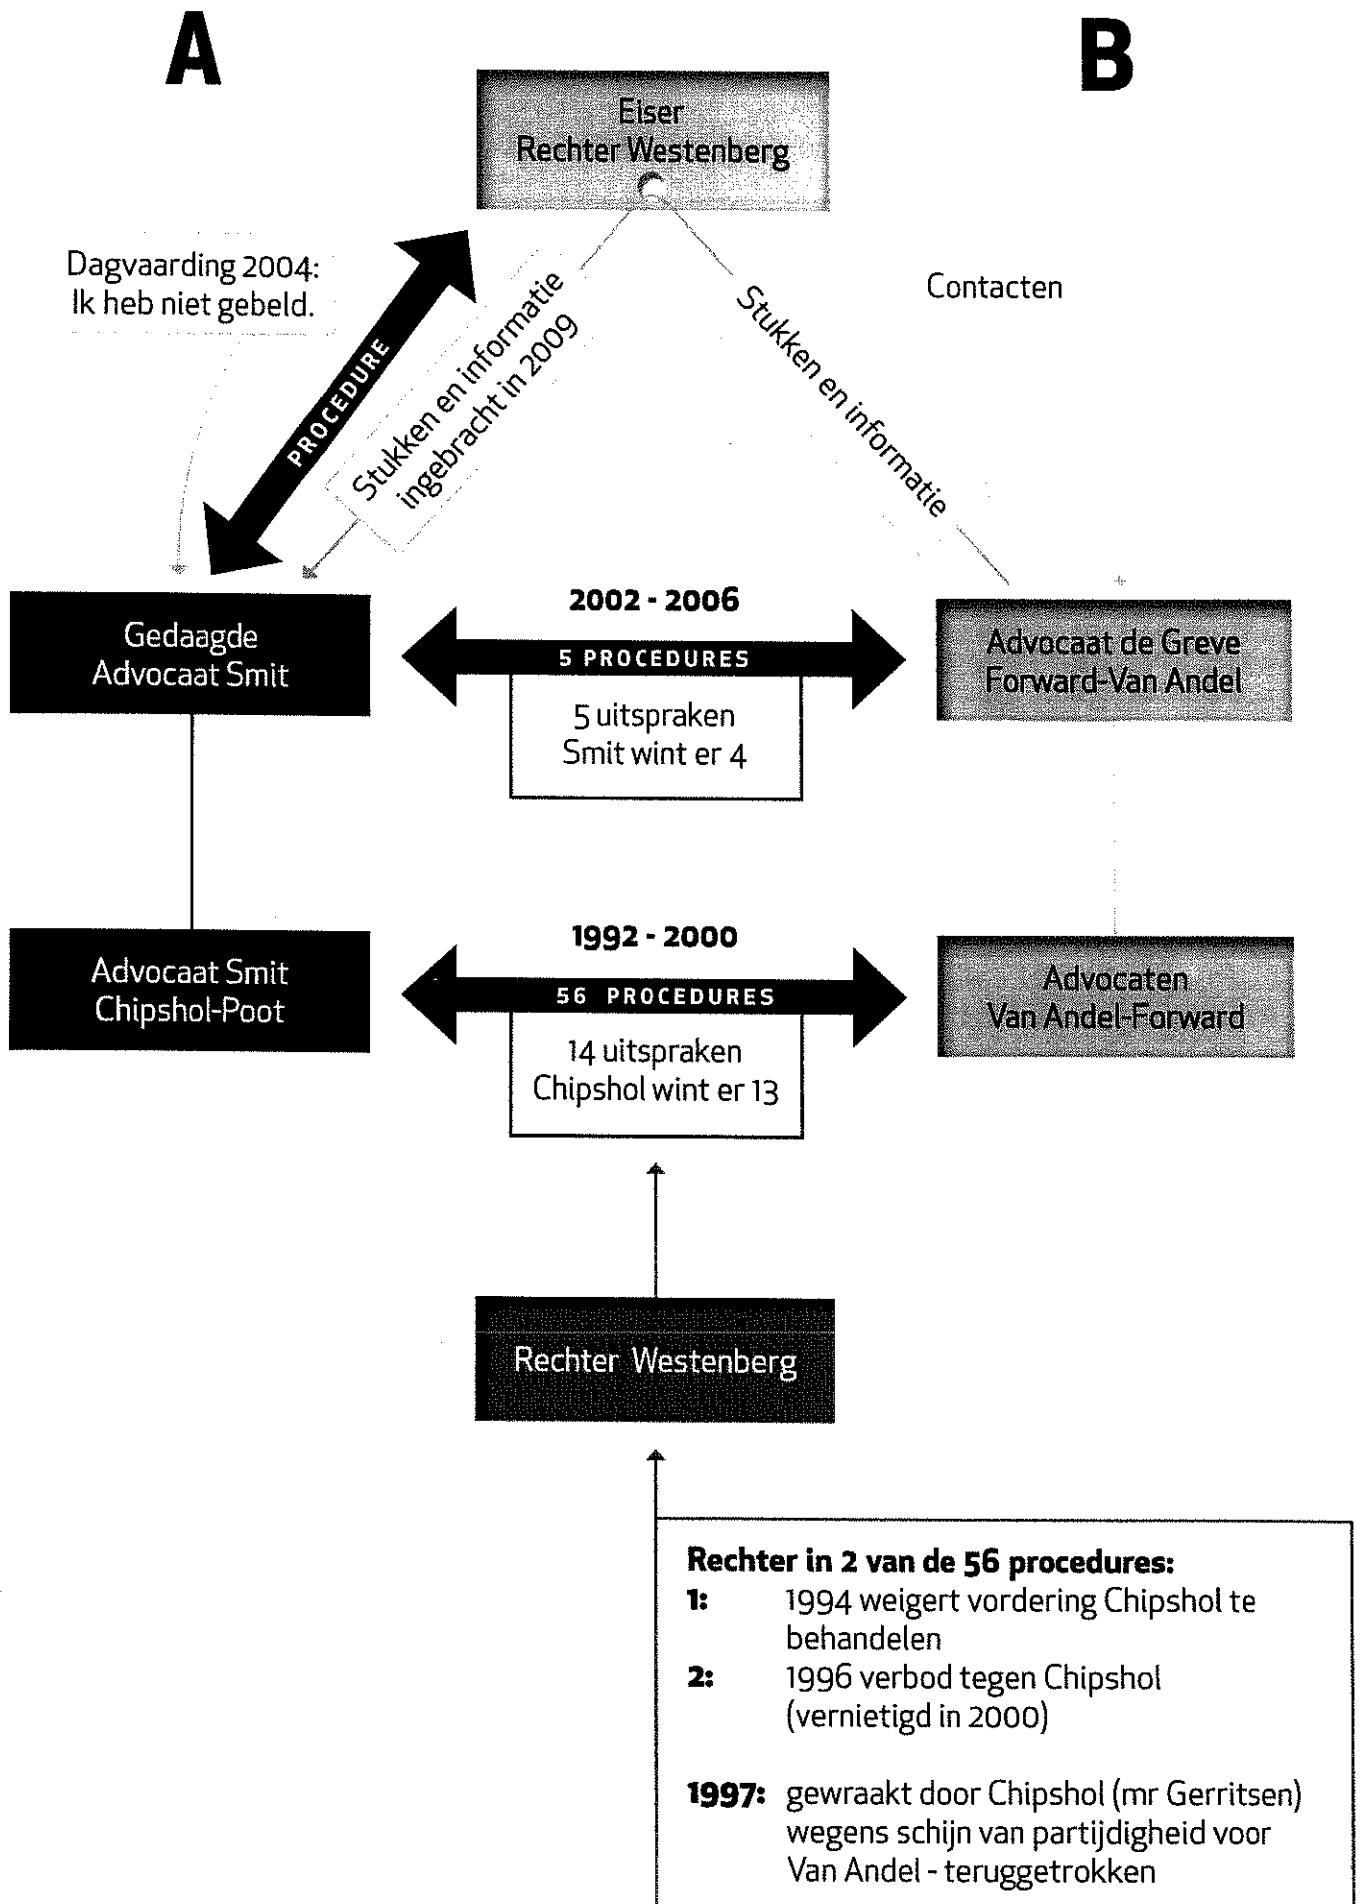 A
B
Eiser
Rechter Westenberg
Dagvaarding 2004:
Ik heb niet gebeld.
PROCEDURE
Stukken en informatie
ingebracht in 2009
Stukken en informatie
Contacten
Gedaagde
Advocaat Smit
2002 - 2006
5 PROCEDURES
5 uitspraken
Smit wint er 4
Advocaat de Greve
Forward-Van Andel
Advocaat Smit
Chipshol-Poot
1992 - 2000
56 PROCEDURES
14 uitspraken
Chipshol wint er 13
Advocaten
Van Andel-Forward
Rechter Westenberg
Rechter in 2 van de 56 procedures:
1: 1994 weigert vordering Chipshol te
behandelen
2: 1996 verbod tegen Chipshol
(vernietigd in 2000)
1997: gewraakt door Chipshol (mr Gerritsen)
wegens schijn van partijdigheid voor
Van Andel - teruggetrokken